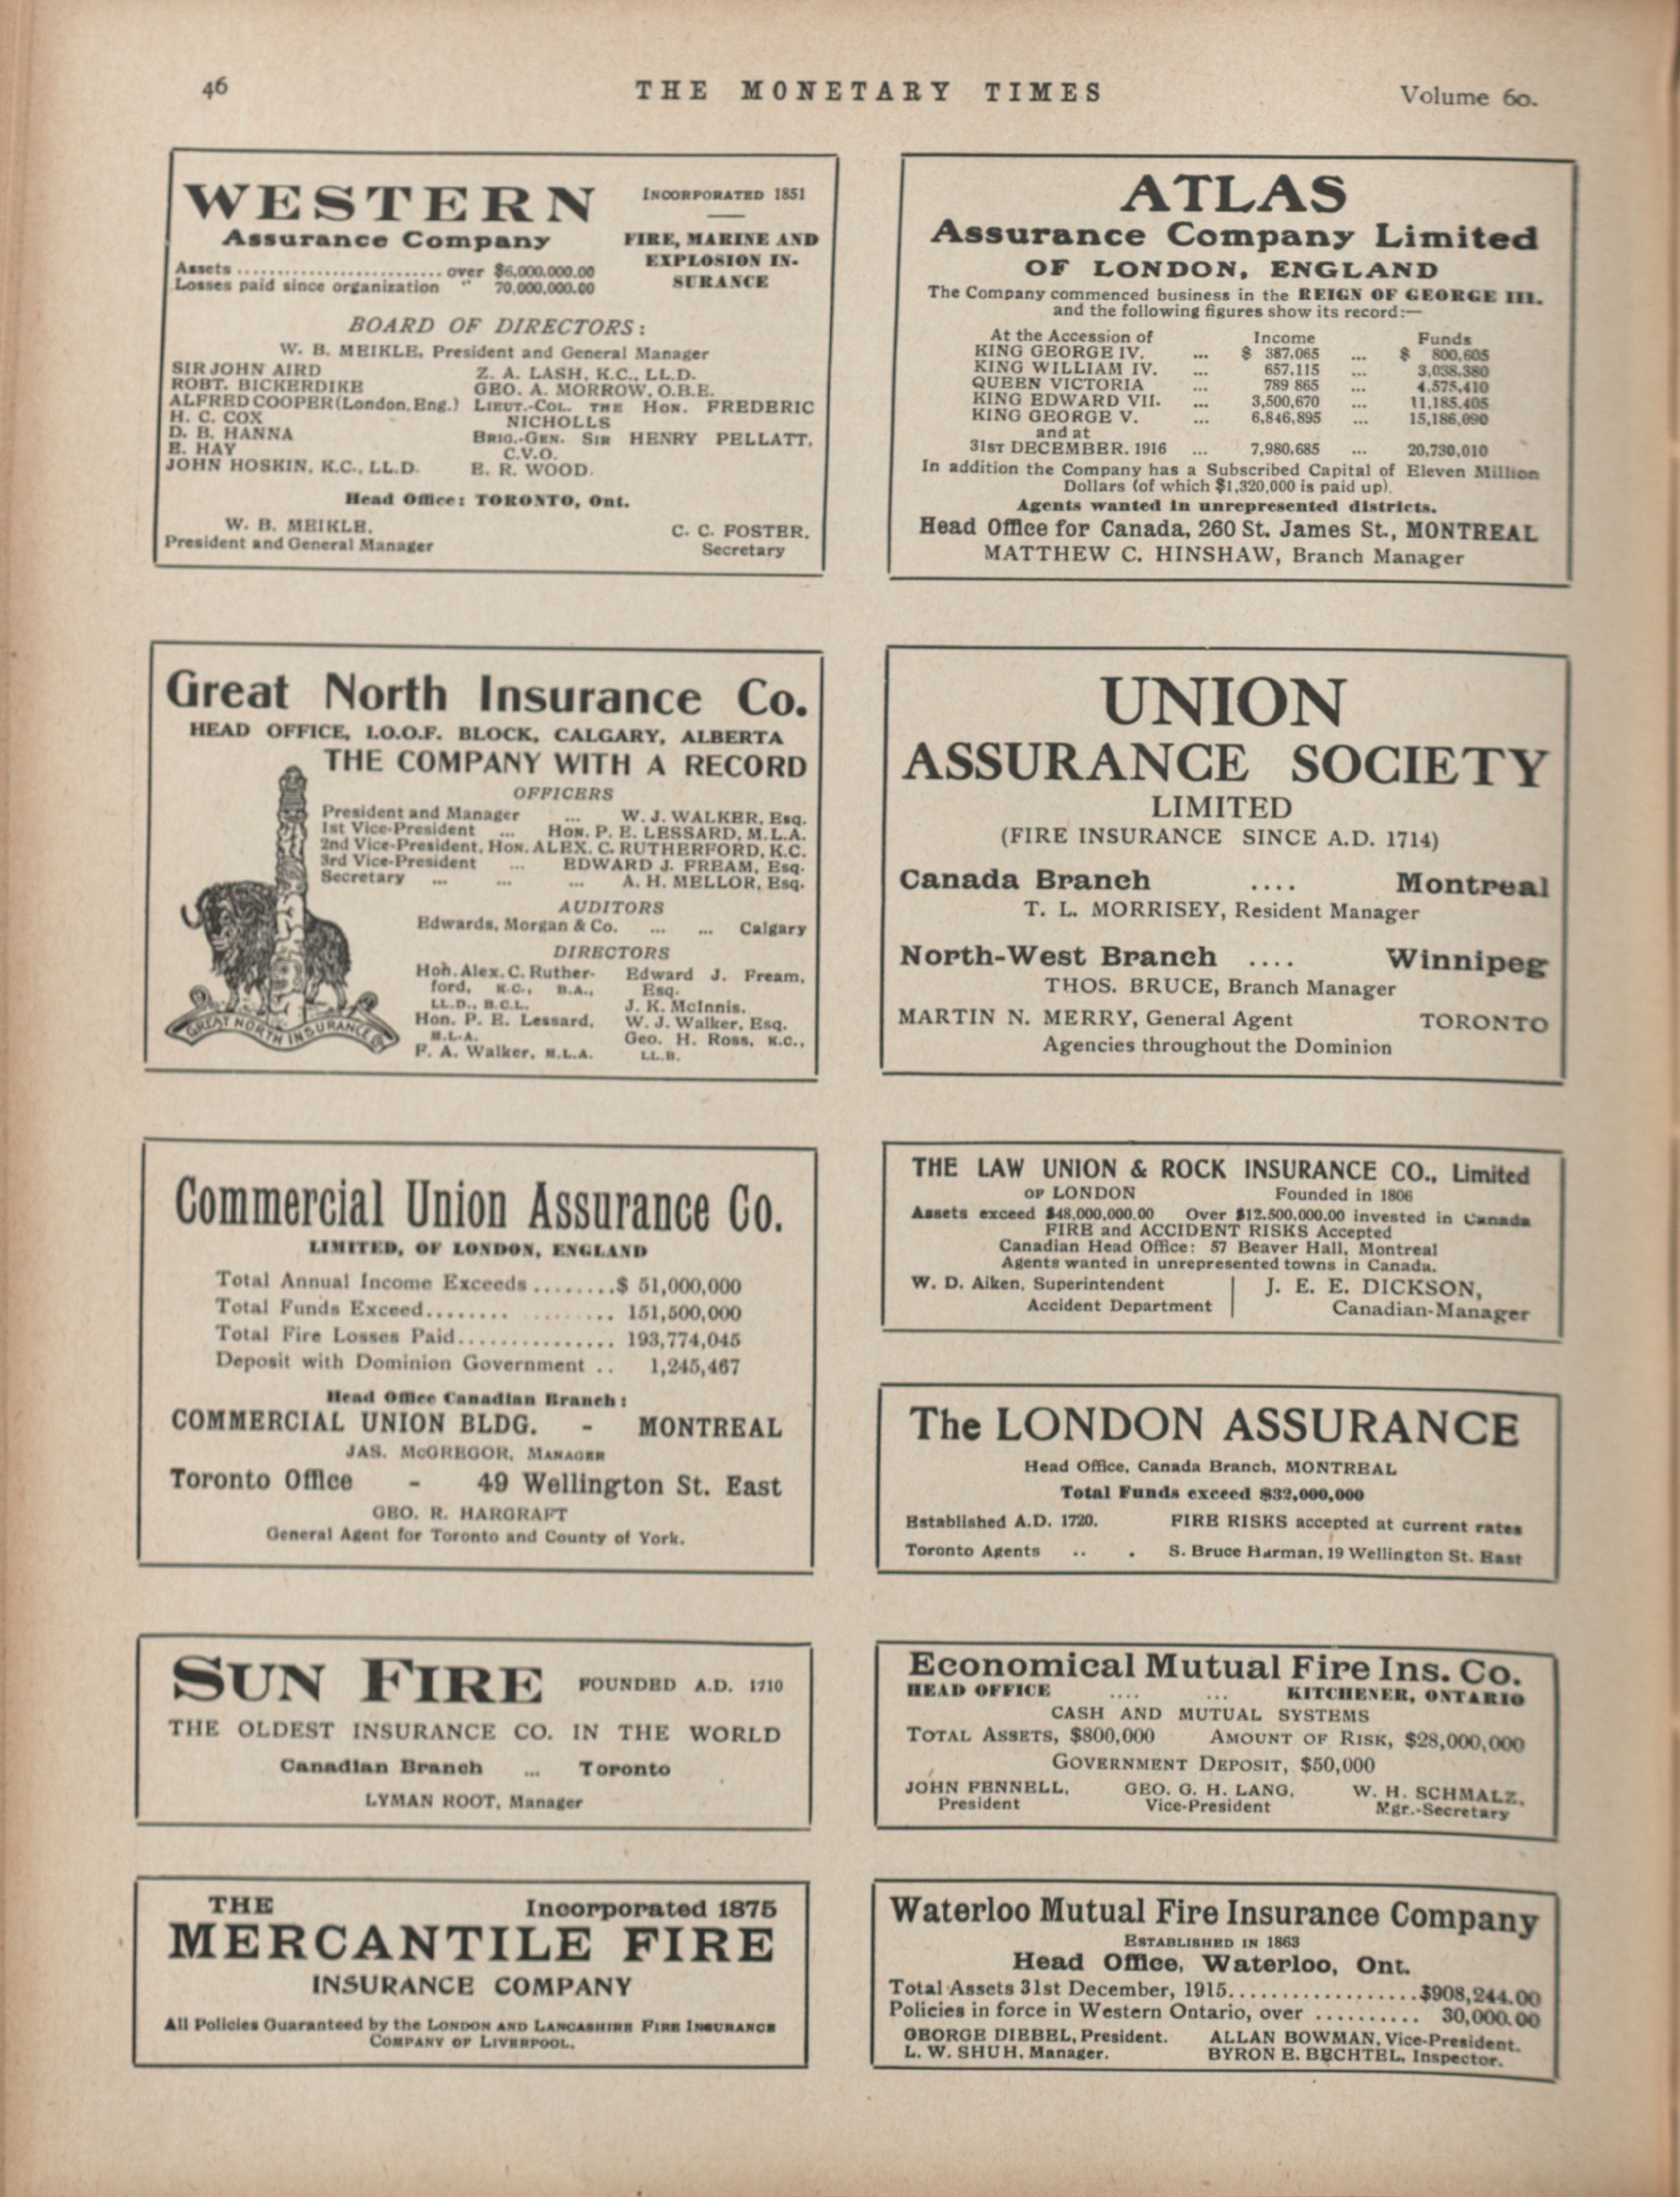 46
THE MONETARY TIMES
Volume 60.
WESTERN
Assurance Company
INCORPORATED 1851
FIRE, MARINE AND
EXPLOSION IN-
SURANCE
Assets ......................... over $6,000,000.00
Losses paid since organization " 70,000,000.00
BOARD OF DIRECTORS:
W. B. MEIKLE, President and General Manager
SIR JOHN AIRD
ROBT. BICKERDIKE
ALFRED COOPER (London, Eng.)
H. C. COX
D. B. HANNA
E. HAY
JOHN HOSKIN, K.C., LL.D.
Z. A. LASH, K.C., LL.D.
GEO. A. MORROW, O.B.E.
LIEUT.-COL. THE HON. FREDERIC
NICHOLLS
BRIG.-GEN. SIR HENRY PELLATT,
C.V.O.
E. R. WOOD.
Head Office: TORONTO, Ont.
W. B. MEIKLE,
President and General Manager
C. C. FOSTER,
Secretary
ATLAS
Assurance Company Limited
OF LONDON, ENGLAND
The Company commenced business in the REIGN OF GEORGE III.
and the following figures show its record:—
At the Accession of Income Funds
KING GEORGE IV. ... $ 387,065 ... $ 800,605
KING WILLIAM IV. ... 657,115 ... 3,038,380
QUEEN VICTORIA ... 789 865 ... 4,575,410
KING EDWARD VII. ... 3,500,670 ... 11,185,405
KING GEORGE V. ... 6,846,895 ... 15,186,090
and at
31ST DECEMBER, 1916 ... 7,980,685 ... 20,730,010
In addition the Company has a Subscribed Capital of Eleven Million
Dollars (of which $1,320,000 is paid up).
Agents wanted in unrepresented districts.
Head Office for Canada, 260 St. James St., MONTREAL
MATTHEW C. HINSHAW, Branch Manager
Great North Insurance Co.
HEAD OFFICE, I.O.O.F. BLOCK, CALGARY, ALBERTA
THE COMPANY WITH A RECORD
OFFICERS
President and Manager ... W. J. WALKER, Esq.
1st Vice-President ... HON. P. E. LESSARD, M.L.A.
2nd Vice-President, HON. ALEX. C. RUTHERFORD, K.C.
3rd Vice-President ... EDWARD J. FREAM, Esq.
Secretary ... ... ... A. H. MELLOR, Esq.
AUDITORS
Edwards, Morgan & Co. ... ... Calgary
DIRECTORS
Hon. Alex. C. Ruther-
ford, K.C., B.A.,
LL.D., B.C.L.
Hon. P. E. Lessard,
M.L.A.
F. A. Walker, M.L.A.
Edward J. Fream,
Esq.
J. K. McInnis,
W. J. Walker, Esq.
Geo. H. Ross, K.C.,
LL.B.
GREAT NORTH INSURANCE Co
UNION
ASSURANCE SOCIETY
LIMITED
(FIRE INSURANCE SINCE A.D. 1714)
Canada Branch .... Montreal
T. L. MORRISEY, Resident Manager
North-West Branch .... Winnipeg
THOS. BRUCE, Branch Manager
MARTIN N. MERRY, General Agent TORONTO
Agencies throughout the Dominion
Commercial Union Assurance Co.
LIMITED, OF LONDON, ENGLAND
Total Annual Income Exceeds ........$ 51,000,000
Total Funds Exceed........ ........ 151,500,000
Total Fire Losses Paid............... 193,774,045
Deposit with Dominion Government .. 1,245,467
Head Office Canadian Branch:
COMMERCIAL UNION BLDG. - MONTREAL
JAS. McGREGOR, MANAGER
Toronto Office - 49 Wellington St. East
GEO. R. HARGRAFT
General Agent for Toronto and County of York.
THE LAW UNION & ROCK INSURANCE CO., Limited
OF LONDON Founded in 1806
Assets exceed $48,000,000.00 Over $12,500,000.00 invested in Canada
FIRE and ACCIDENT RISKS Accepted
Canadian Head Office: 57 Beaver Hall, Montreal
Agents wanted in unrepresented towns in Canada.
W. D. Aiken, Superintendent
Accident Department
J. E. E. DICKSON,
Canadian-Manager
The LONDON ASSURANCE
Head Office, Canada Branch, MONTREAL
Total Funds exceed $32,000,000
Established A.D. 1720. FIRE RISKS accepted at current rates
Toronto Agents .. . S. Bruce Harman, 19 Wellington St. East
SUN FIRE FOUNDED A.D. 1710
THE OLDEST INSURANCE CO. IN THE WORLD
Canadian Branch ... Toronto
LYMAN ROOT, Manager
Economical Mutual Fire Ins. Co.
HEAD OFFICE .... ... KITCHENER, ONTARIO
CASH AND MUTUAL SYSTEMS
TOTAL ASSETS, $800,000 AMOUNT OF RISK, $28,000,000
GOVERNMENT DEPOSIT, $50,000
JOHN FENNELL, GEO. G. H. LANG, W. H. SCHMALZ,
President Vice-President Mgr.-Secretary
THE Incorporated 1875
MERCANTILE FIRE
INSURANCE COMPANY
All Policies Guaranteed by the LONDON AND LANCASHIRE FIRE INSURANCE
COMPANY OF LIVERPOOL.
Waterloo Mutual Fire Insurance Company
ESTABLISHED IN 1863
Head Office, Waterloo, Ont.
Total Assets 31st December, 1915..................$908,244.00
Policies in force in Western Ontario, over .......... 30,000.00
GEORGE DIEBEL, President. ALLAN BOWMAN, Vice-President.
L. W. SHUH, Manager. BYRON E. BECHTEL, Inspector.